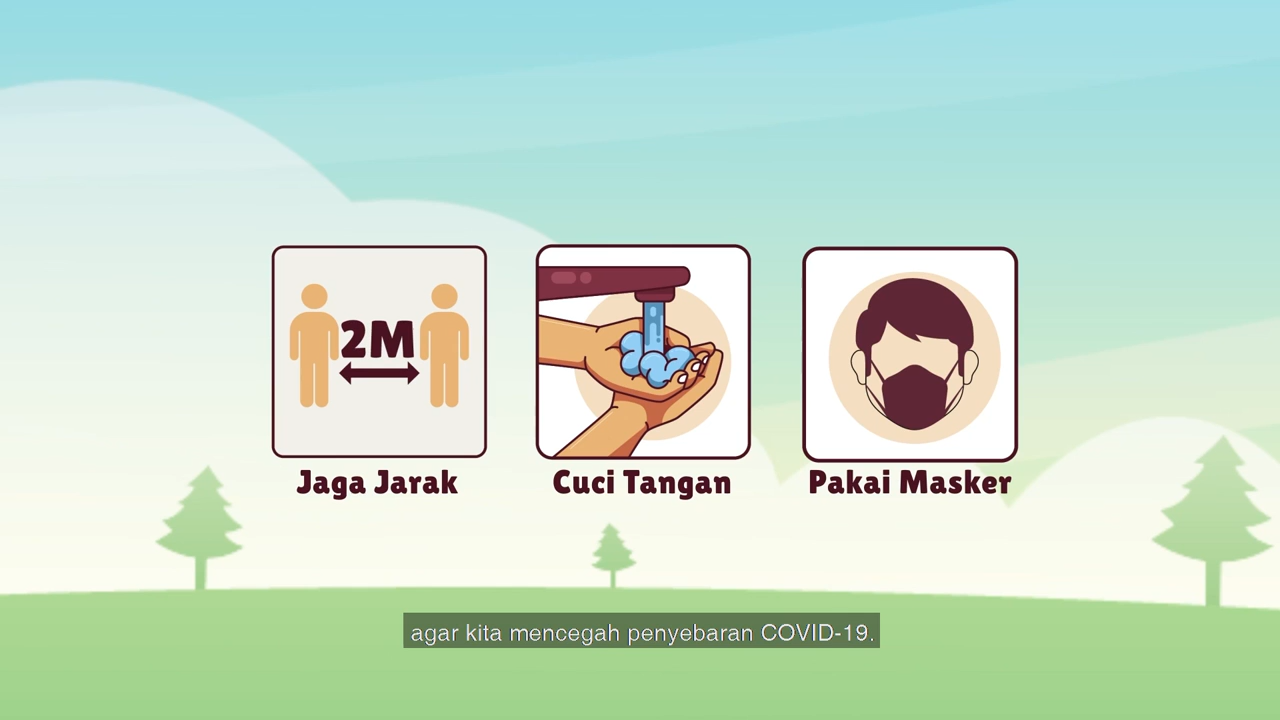 2M
Jaga Jarak
Cuci Tangan
Pakai Masker
agar kita mencegah penyebaran COVID-19.